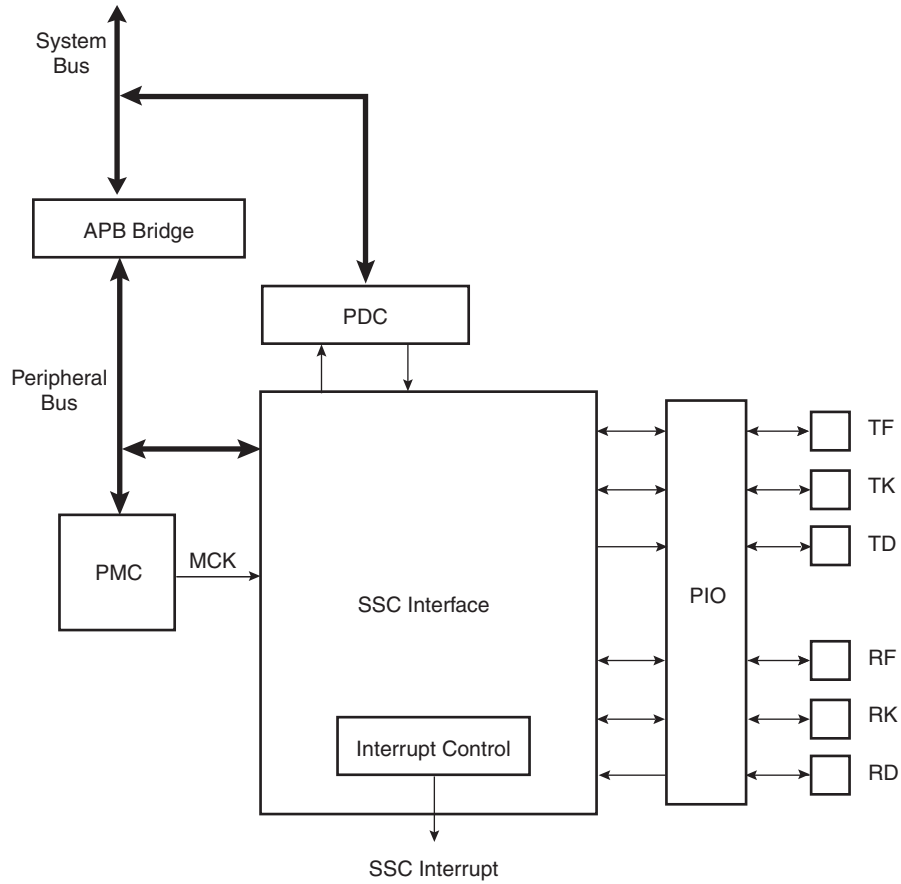 System
Bus
APB Bridge
PDC
Peripheral
Bus
TF
TK
PMC
MCK
TD
SSC Interface
PIO
RF
RK
Interrupt Control
RD
SSC Interrupt